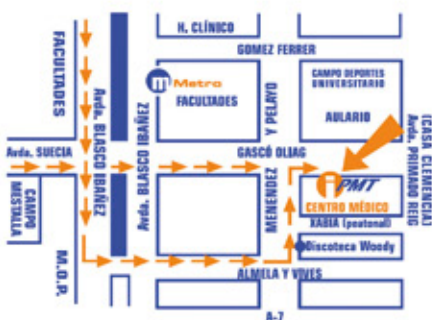 H. CLÍNICO
GOMEZ FERRER
FACULTADES
Avda. BLASCO IBAÑEZ
m Metro
FACULTADES
Avda. BLASCO IBAÑEZ
Y PELAYO
MENENDEZ
CAMPO DEPORTES
UNIVERSITARIO
AULARIO
(CASA CLEMENCIA)
Avda. PRIMADO REIG
Avda. SUECIA
GASCÓ OLIAG
CAMPO
MESTALLA
PMT
CENTRO MÉDICO
XABIA (peatonal)
Discoteca Woody
M.O.P.
ALMELA Y VIVES
A-7